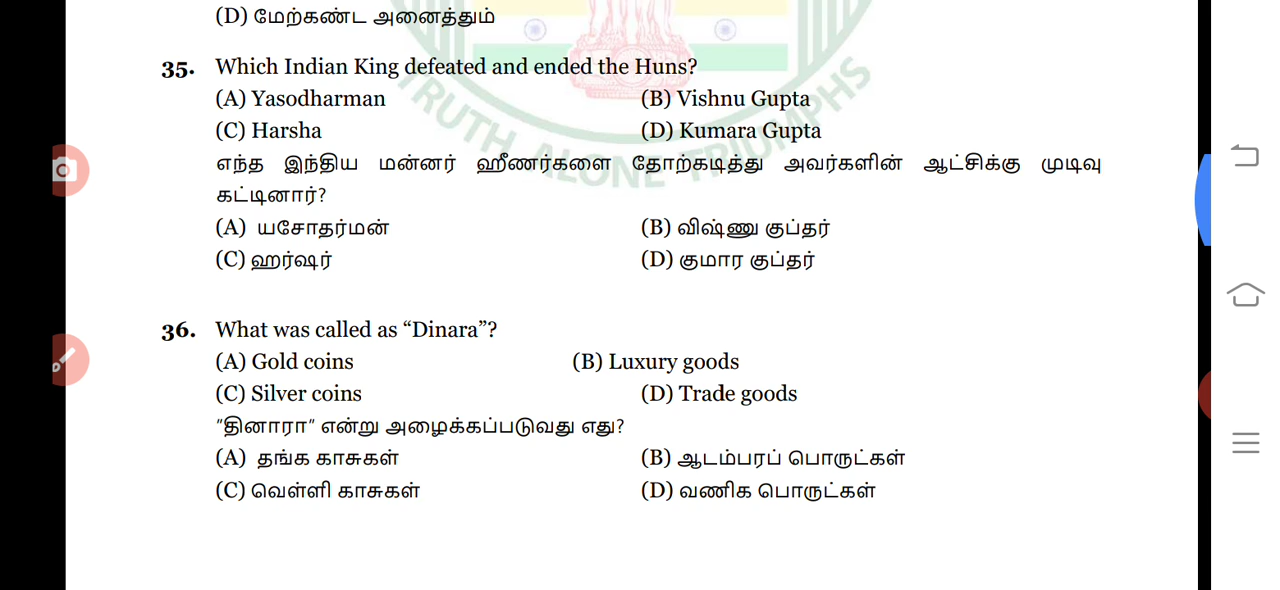 (D) மேற்கண்ட அனைத்தும்
35. Which Indian King defeated and ended the Huns?
(A) Yasodharman (B) Vishnu Gupta
(C) Harsha (D) Kumara Gupta
எந்த இந்திய மன்னர் ஹீணர்களை தோற்கடித்து அவர்களின் ஆட்சிக்கு முடிவு
கட்டினார்?
(A) யசோதர்மன் (B) விஷ்ணு குப்தர்
(C) ஹர்ஷர் (D) குமார குப்தர்
36. What was called as “Dinara”?
(A) Gold coins (B) Luxury goods
(C) Silver coins (D) Trade goods
"தினாரா" என்று அழைக்கப்படுவது எது?
(A) தங்க காசுகள் (B) ஆடம்பரப் பொருட்கள்
(C) வெள்ளி காசுகள் (D) வணிக பொருட்கள்
TRUTH ALONE TRIUMPHS